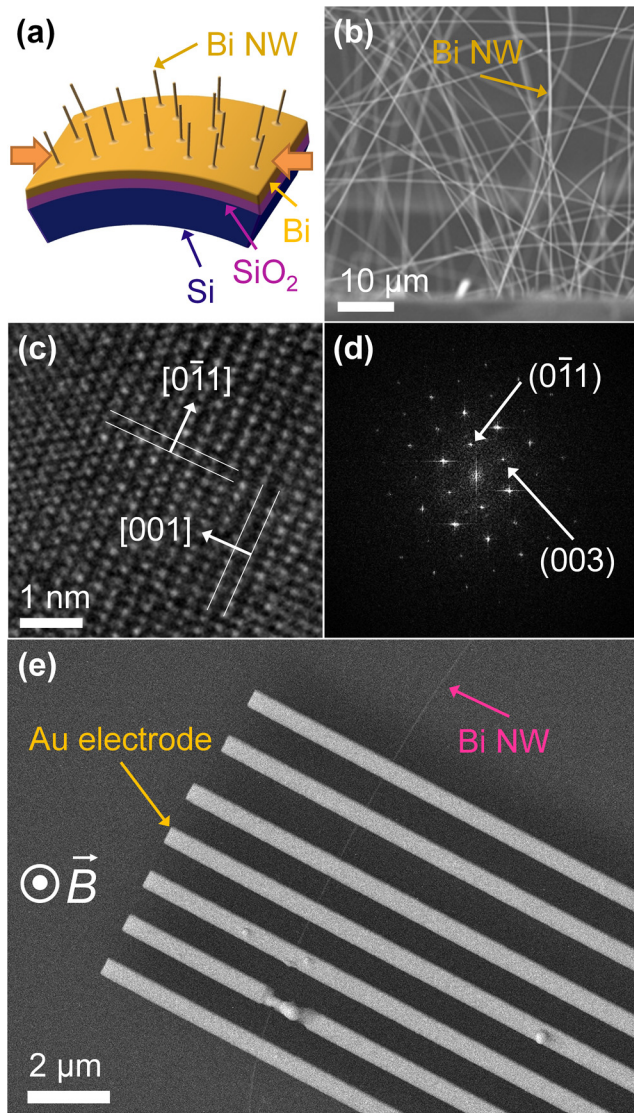 (a)
Bi NW
Bi
SiO₂
Si
(b)
Bi NW
10 µm
(c)
[01̄1]
[001]
1 nm
(d)
(01̄1)
(003)
(e)
Au electrode
Bi NW
B⃗
2 µm